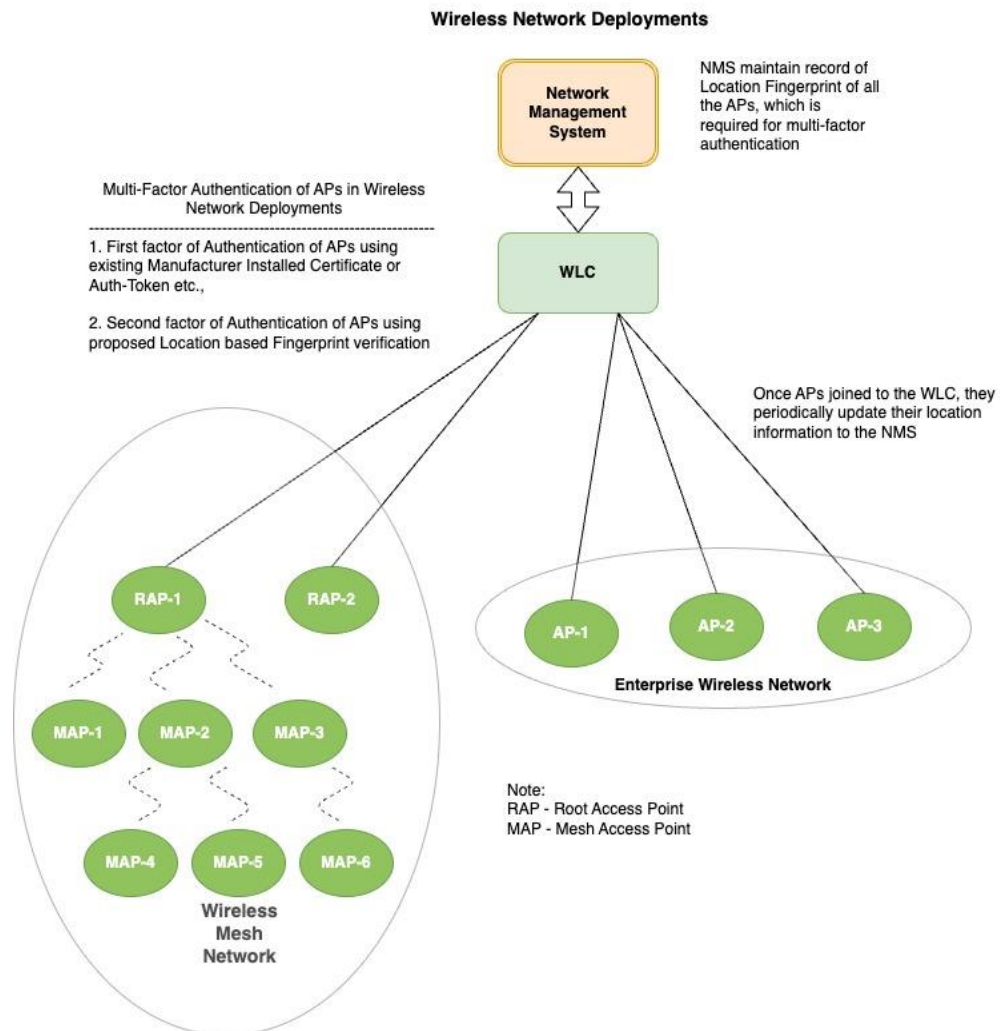 Wireless Network Deployments
Network
Management
System
NMS maintain record of
Location Fingerprint of all
the APs, which is
required for multi-factor
authentication
Multi-Factor Authentication of APs in Wireless
Network Deployments
1. First factor of Authentication of APs using
existing Manufacturer Installed Certificate or
Auth-Token etc.,
2. Second factor of Authentication of APs using
proposed Location based Fingerprint verification
WLC
Once APs joined to the WLC, they
periodically update their location
information to the NMS
RAP-1
RAP-2
AP-1
AP-2
AP-3
Enterprise Wireless Network
MAP-1
MAP-2
MAP-3
Note:
RAP - Root Access Point
MAP - Mesh Access Point
MAP-4
MAP-5
MAP-6
Wireless
Mesh
Network